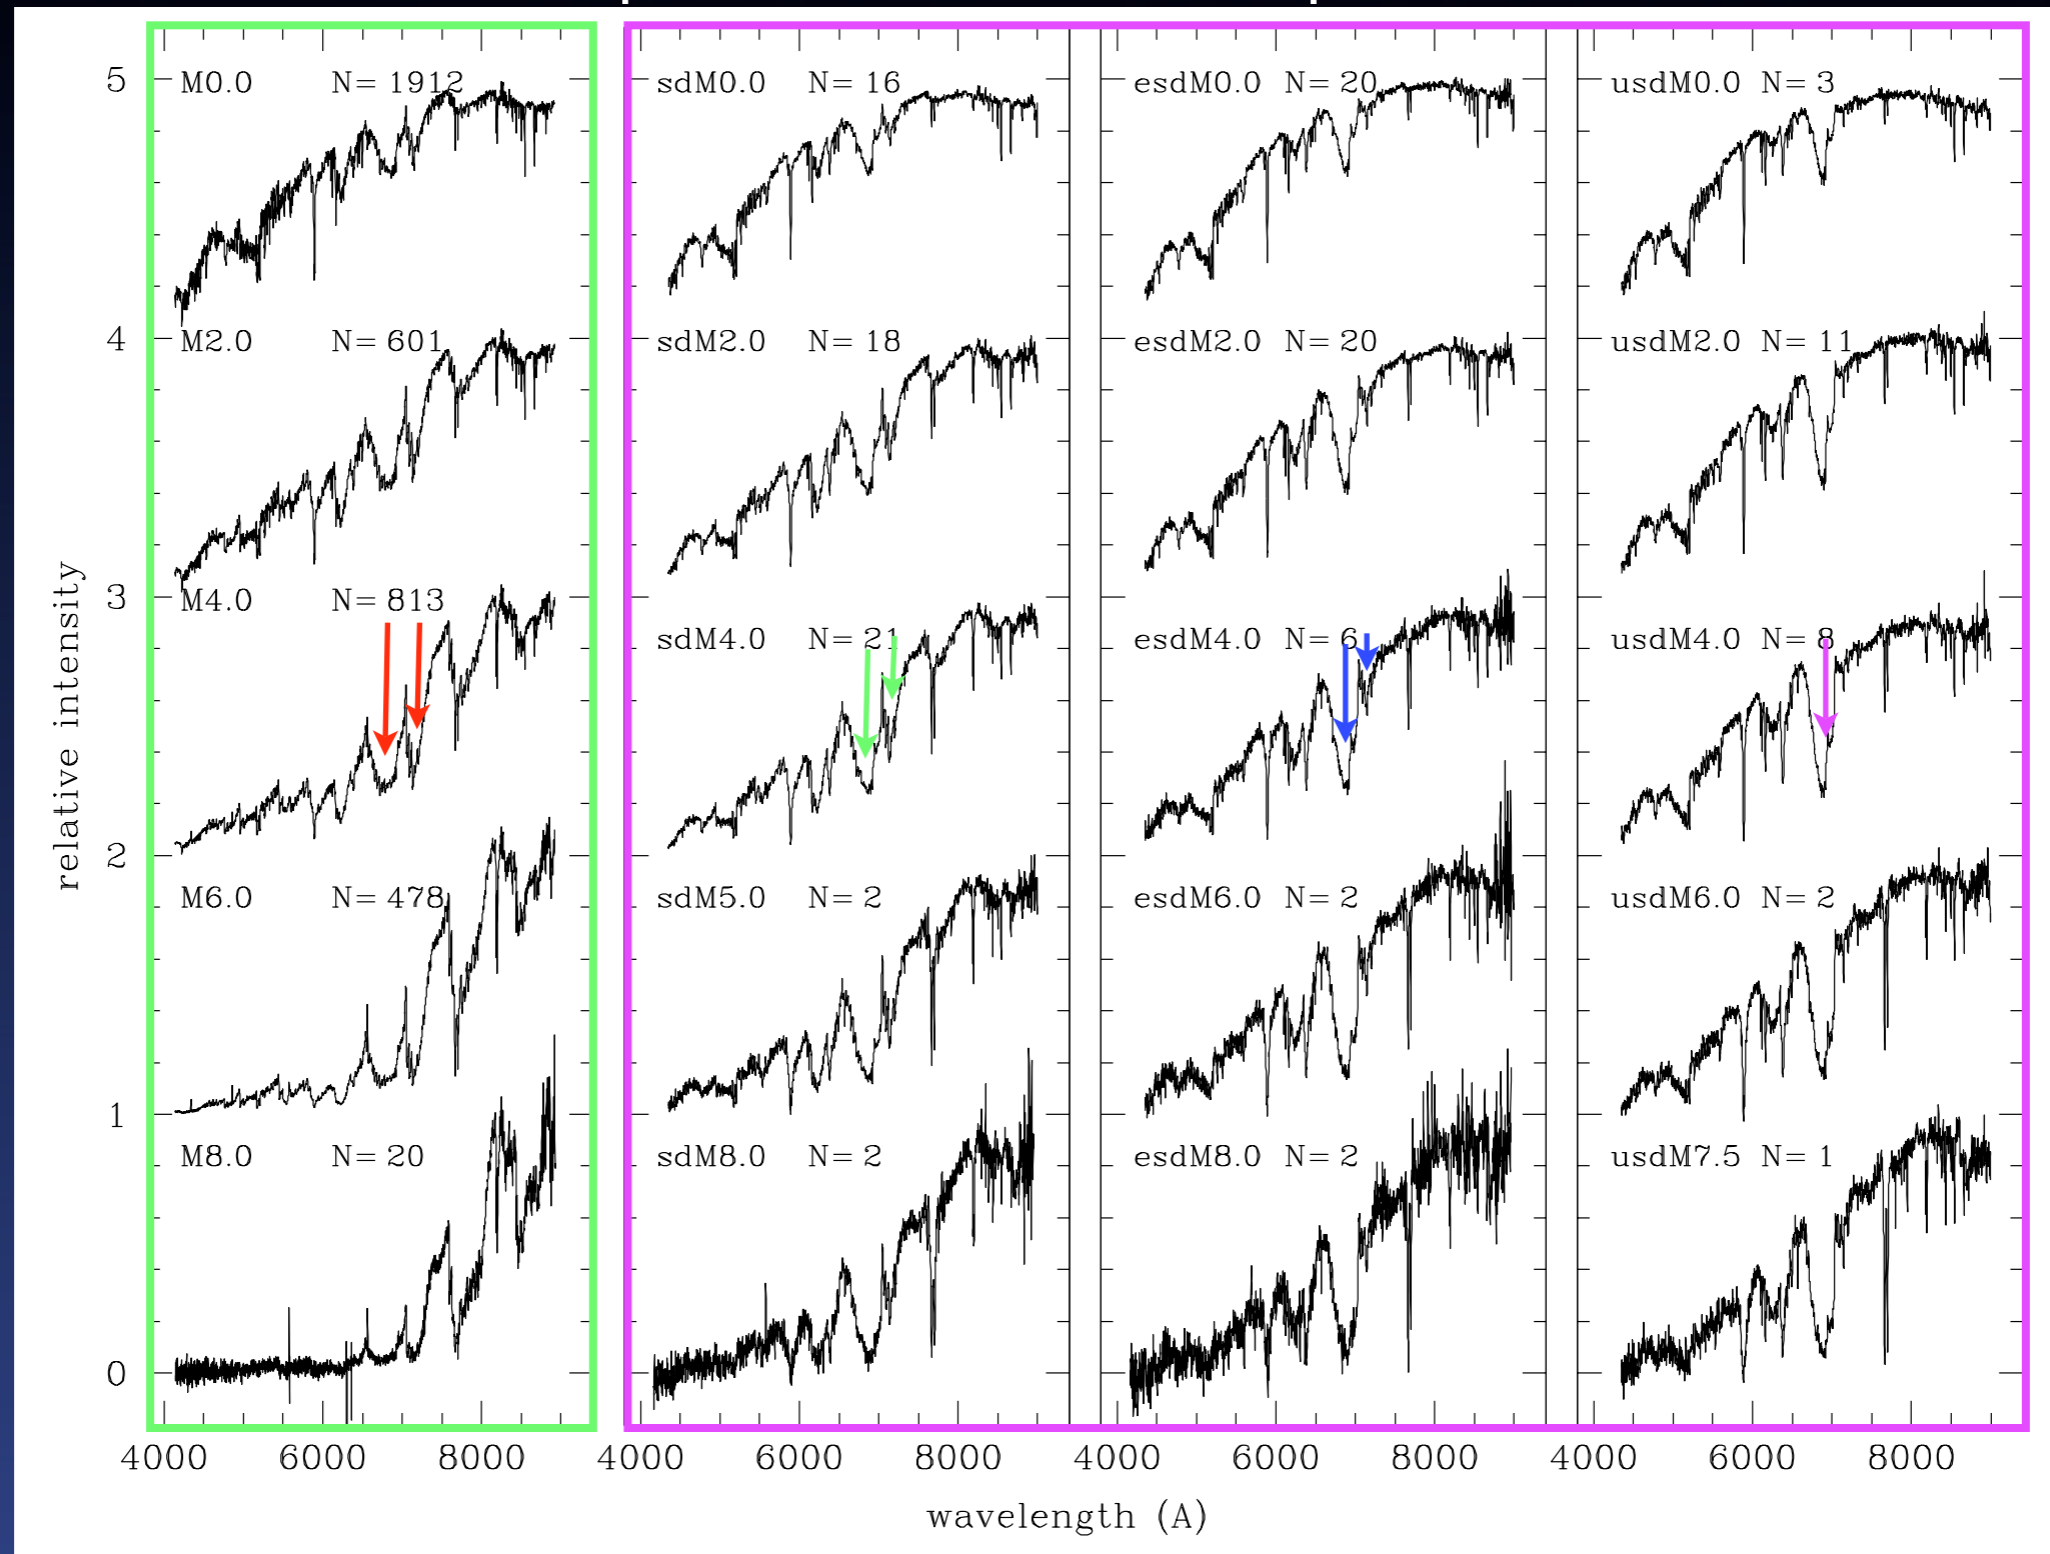 5
M0.0 N= 1912
sdM0.0 N= 16
esdM0.0 N= 20
usdM0.0 N= 3
4
M2.0 N= 601
sdM2.0 N= 18
esdM2.0 N= 20
usdM2.0 N= 11
3
M4.0 N= 813
sdM4.0 N= 21
esdM4.0 N= 6
usdM4.0 N= 8
2
M6.0 N= 478
sdM5.0 N= 2
esdM6.0 N= 2
usdM6.0 N= 2
1
M8.0 N= 20
sdM8.0 N= 2
esdM8.0 N= 2
usdM7.5 N= 1
0
relative intensity
4000 6000 8000 4000 6000 8000 4000 6000 8000 4000 6000 8000
wavelength (A)